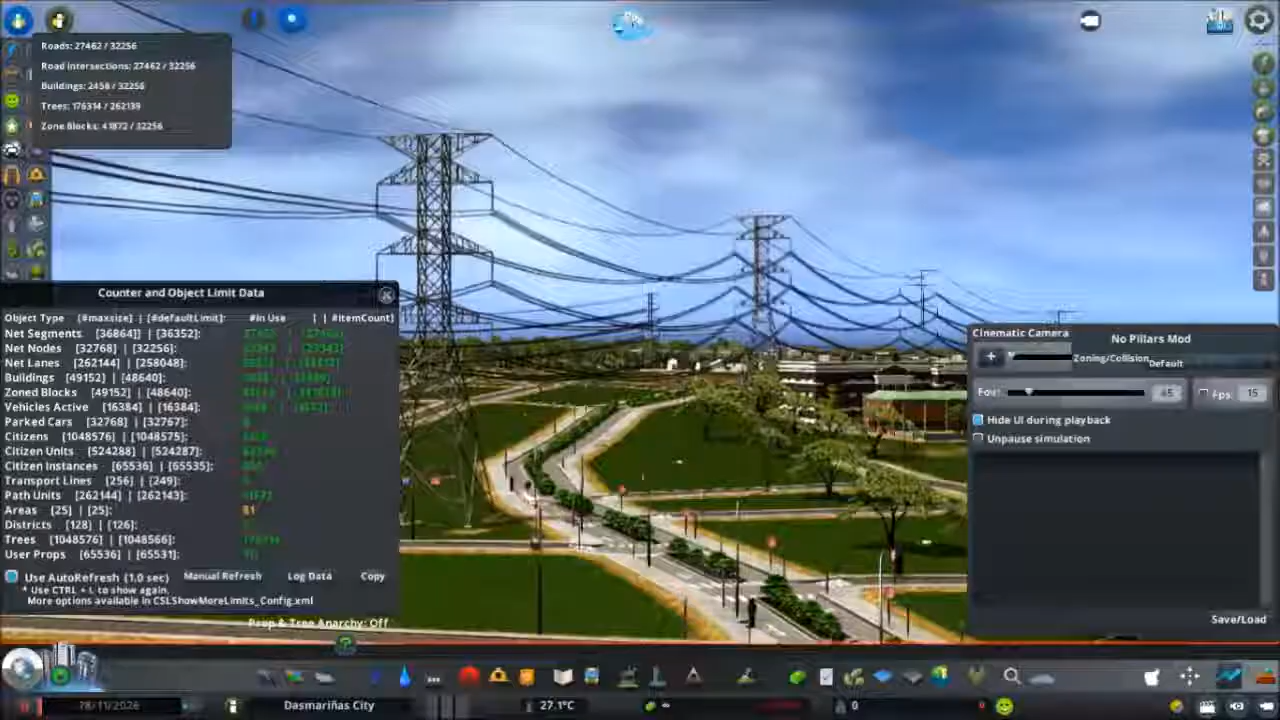 Roads: 27462 / 32256
Road Intersections: 27462 / 32256
Buildings: 2458 / 32256
Trees: 176314 / 262139
Zone Blocks: 41872 / 32256
Counter and Object Limit Data
Object Type [#maxsize] | [#defaultLimit]: #In Use | [ #itemCount]
Net Segments [36864]] | [36352]:
Net Nodes [32768] | [32256]:
Net Lanes [262144] | [258048]:
Buildings [49152] | [48640]:
Zoned Blocks [49152] | [48640]:
Vehicles Active [16384] | [16384]:
Parked Cars [32768] | [32767]:
Citizens [1048576] | [1048575]:
Citizen Units [524288] | [524287]:
Citizen Instances [65536] | [65535]:
Transport Lines [256] | [249]:
Path Units [262144] | [262143]:
Areas [25] | [25]: 81
Districts [128] | [126]:
Trees [1048576] | [1048566]:
User Props [65536] | [65531]:
Use AutoRefresh (1.0 sec) Manual Refresh Log Data Copy
* Use CTRL + L to show again.
More options available in CSLShowMoreLimits_Config.xml
Prop & Tree Anarchy: Off
Cinematic Camera
No Pillars Mod
Zoning/Collision Default
Fov: 45 Fps: 15
Hide UI during playback
Unpause simulation
Save/Load
28/11/2026 Dasmariñas City 27.1°C 0 0